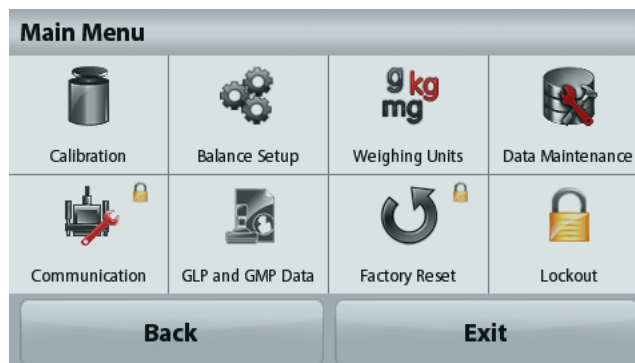 Main Menu
g kg
mg
Calibration
Balance Setup
Weighing Units
Data Maintenance
Communication
GLP and GMP Data
Factory Reset
Lockout
Back
Exit